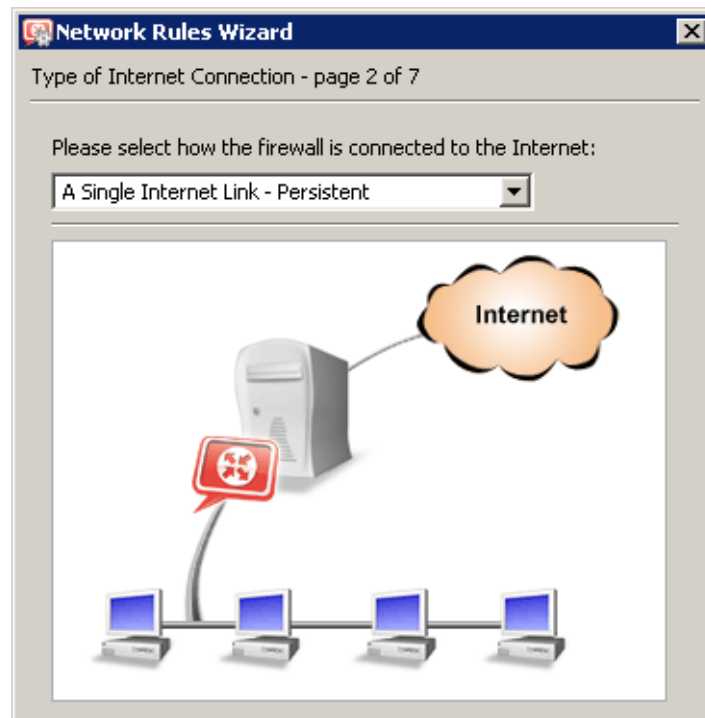 Network Rules Wizard
Type of Internet Connection - page 2 of 7
Please select how the firewall is connected to the Internet:
A Single Internet Link - Persistent
Internet